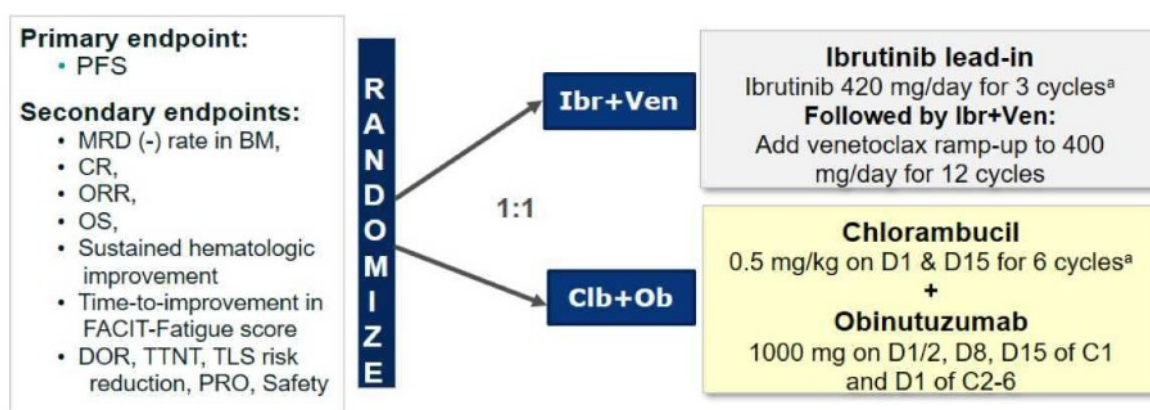 Primary endpoint:
• PFS
Secondary endpoints:
• MRD (-) rate in BM,
• CR,
• ORR,
• OS,
• Sustained hematologic
improvement
• Time-to-improvement in
FACIT-Fatigue score
• DOR, TTNT, TLS risk
reduction, PRO, Safety
RANDOMIZE
1:1
Ibr+Ven
Ibrutinib lead-in
Ibrutinib 420 mg/day for 3 cyclesᵃ
Followed by Ibr+Ven:
Add venetoclax ramp-up to 400
mg/day for 12 cycles
Clb+Ob
Chlorambucil
0.5 mg/kg on D1 & D15 for 6 cyclesᵃ
+
Obinutuzumab
1000 mg on D1/2, D8, D15 of C1
and D1 of C2-6